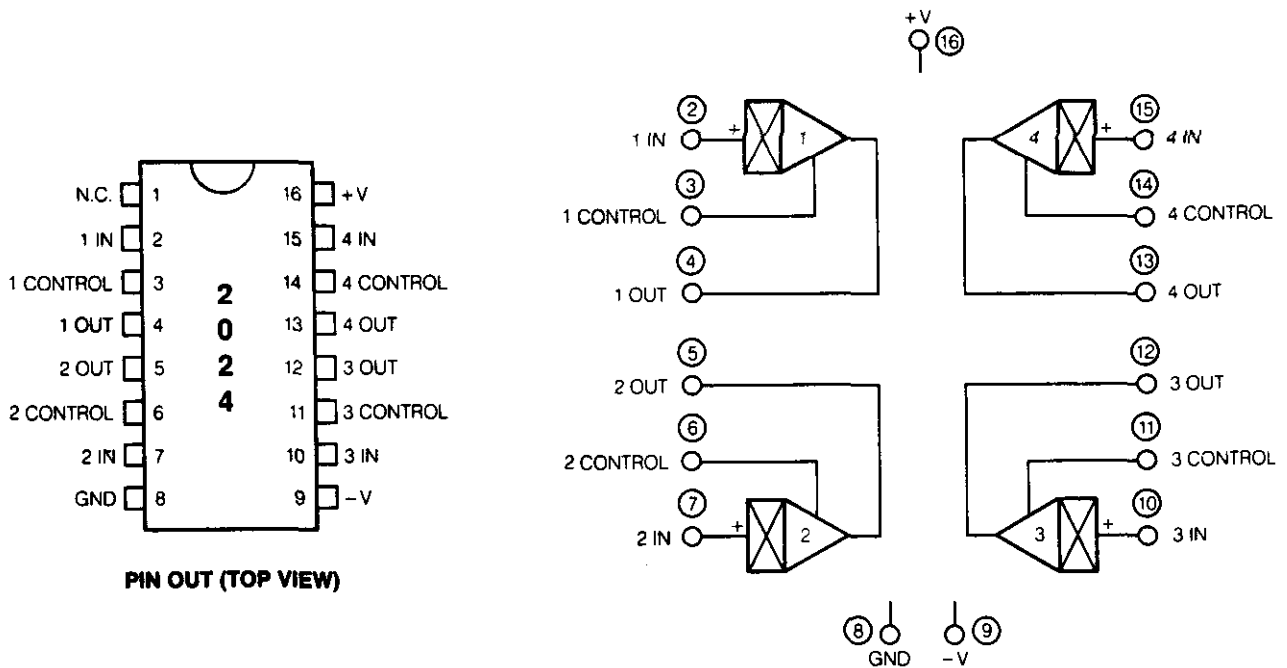 N.C. 1 16 +V
1 IN 2 15 4 IN
1 CONTROL 3 14 4 CONTROL
1 OUT 4 13 4 OUT
2 OUT 5 12 3 OUT
2 CONTROL 6 11 3 CONTROL
2 IN 7 10 3 IN
GND 8 9 –V
2
0
2
4
PIN OUT (TOP VIEW)
+V 16
2 15
1 IN + 1 4 + 4 IN
3 14
1 CONTROL 4 CONTROL
4 13
1 OUT 4 OUT
5 12
2 OUT 3 OUT
6 11
2 CONTROL 3 CONTROL
7 10
2 IN + 2 3 + 3 IN
8 9
GND –V